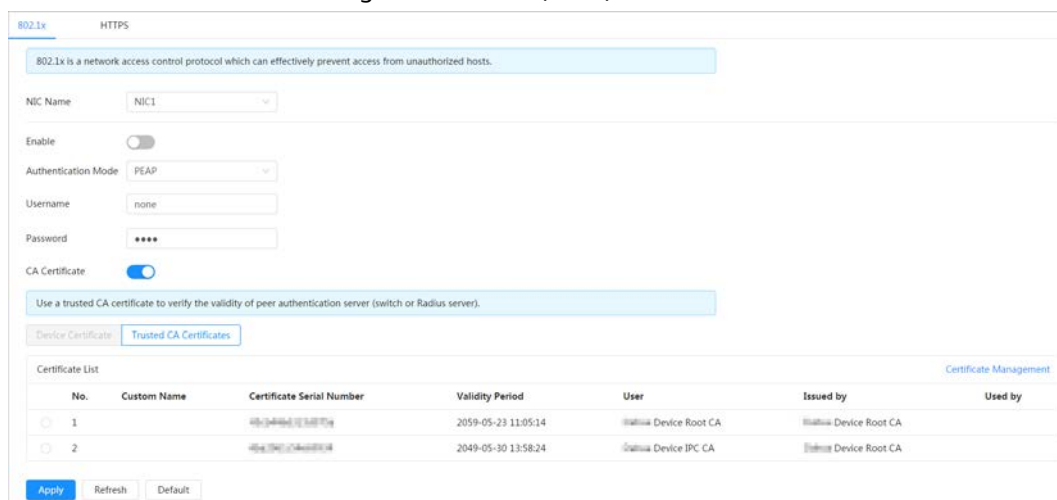 802.1x HTTPS
802.1x is a network access control protocol which can effectively prevent access from unauthorized hosts.
NIC Name NIC1
Enable
Authentication Mode PEAP
Username none
Password ••••
CA Certificate
Use a trusted CA certificate to verify the validity of peer authentication server (switch or Radius server).
Device Certificate Trusted CA Certificates
Certificate List Certificate Management
No. Custom Name Certificate Serial Number Validity Period User Issued by Used by
1 2059-05-23 11:05:14 Device Root CA Device Root CA
2 2049-05-30 13:58:24 Device IPC CA Device Root CA
Apply Refresh Default